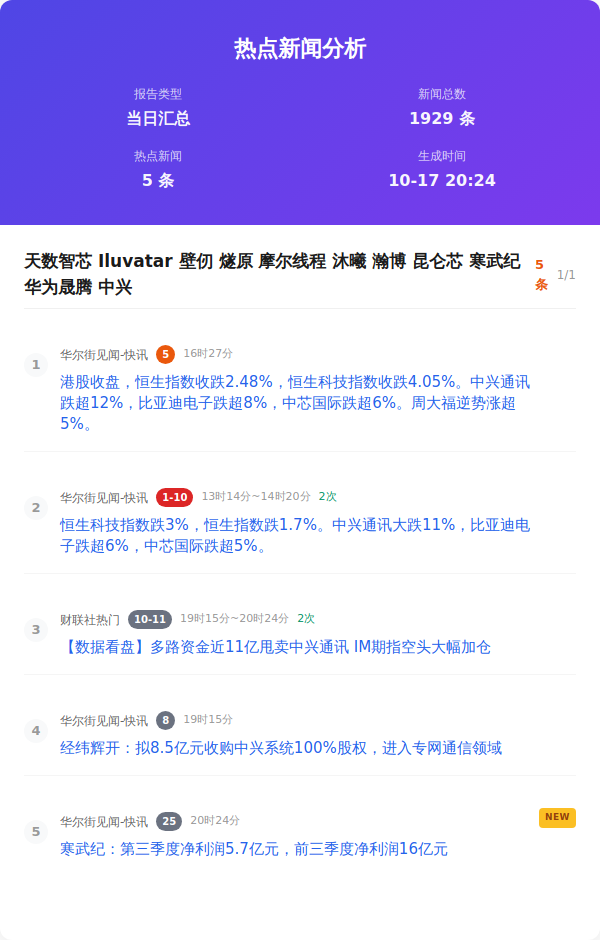 热点新闻分析
报告类型
新闻总数
当日汇总
1929 条
热点新闻
生成时间
5 条
10-17 20:24
天数智芯 Iluvatar 壁仞 燧原 摩尔线程 沐曦 瀚博 昆仑芯 寒武纪
华为晟腾 中兴
5
条
1/1
1
华尔街见闻-快讯 5 16时27分
港股收盘，恒生指数收跌2.48%，恒生科技指数收跌4.05%。中兴通讯
跌超12%，比亚迪电子跌超8%，中芯国际跌超6%。周大福逆势涨超
5%。
2
华尔街见闻-快讯 1-10 13时14分~14时20分 2次
恒生科技指数跌3%，恒生指数跌1.7%。中兴通讯大跌11%，比亚迪电
子跌超6%，中芯国际跌超5%。
3
财联社热门 10-11 19时15分~20时24分 2次
【数据看盘】多路资金近11亿甩卖中兴通讯 IM期指空头大幅加仓
4
华尔街见闻-快讯 8 19时15分
经纬辉开：拟8.5亿元收购中兴系统100%股权，进入专网通信领域
5
华尔街见闻-快讯 25 20时24分
NEW
寒武纪：第三季度净利润5.7亿元，前三季度净利润16亿元